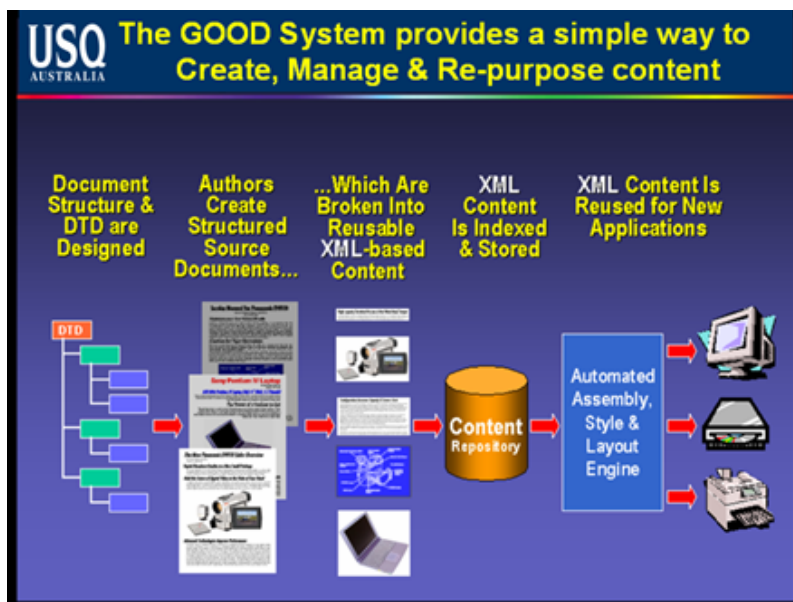 USQ
AUSTRALIA
The GOOD System provides a simple way to
Create, Manage & Re-purpose content
Document
Structure &
DTD are
Designed
Authors
Create
Structured
Source
Documents...
...Which Are
Broken Into
Reusable
XML-based
Content
XML
Content
Is Indexed
& Stored
XML Content Is
Reused for New
Applications
DTD
Content
Repository
Automated
Assembly,
Style &
Layout
Engine